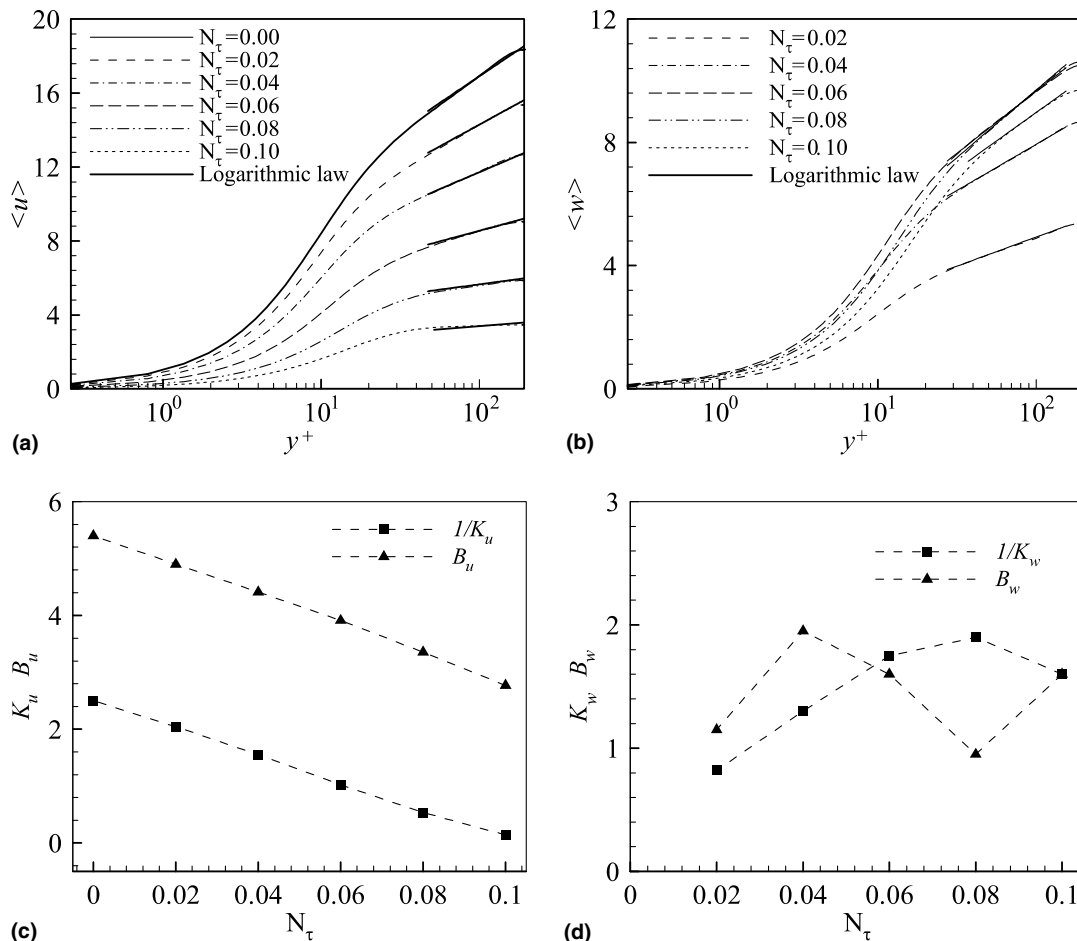 20
16
12
8
4
0
<u>
N_τ=0.00
N_τ=0.02
N_τ=0.04
N_τ=0.06
N_τ=0.08
N_τ=0.10
Logarithmic law
10^0
10^1
10^2
y^+
(a)
12
8
4
0
<w>
N_τ=0.02
N_τ=0.04
N_τ=0.06
N_τ=0.08
N_τ=0.10
Logarithmic law
10^0
10^1
10^2
y^+
(b)
6
4
2
0
K_u B_u
1/K_u
B_u
0
0.02
0.04
0.06
0.08
0.1
N_τ
(c)
3
2
1
0
K_w B_w
1/K_w
B_w
0
0.02
0.04
0.06
0.08
0.1
N_τ
(d)